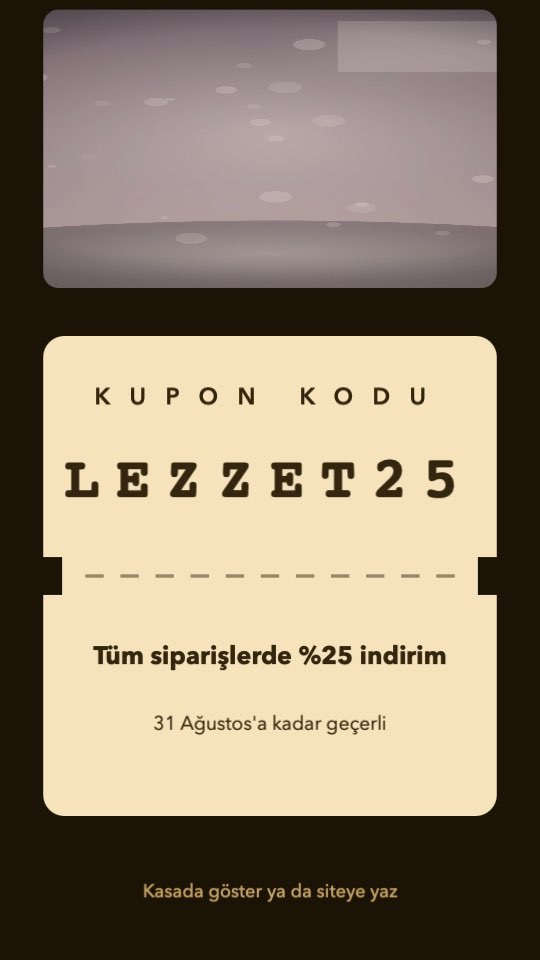 KUPON KODU
LEZZET25
Tüm siparişlerde %25 indirim
31 Ağustos'a kadar geçerli
Kasada göster ya da siteye yaz